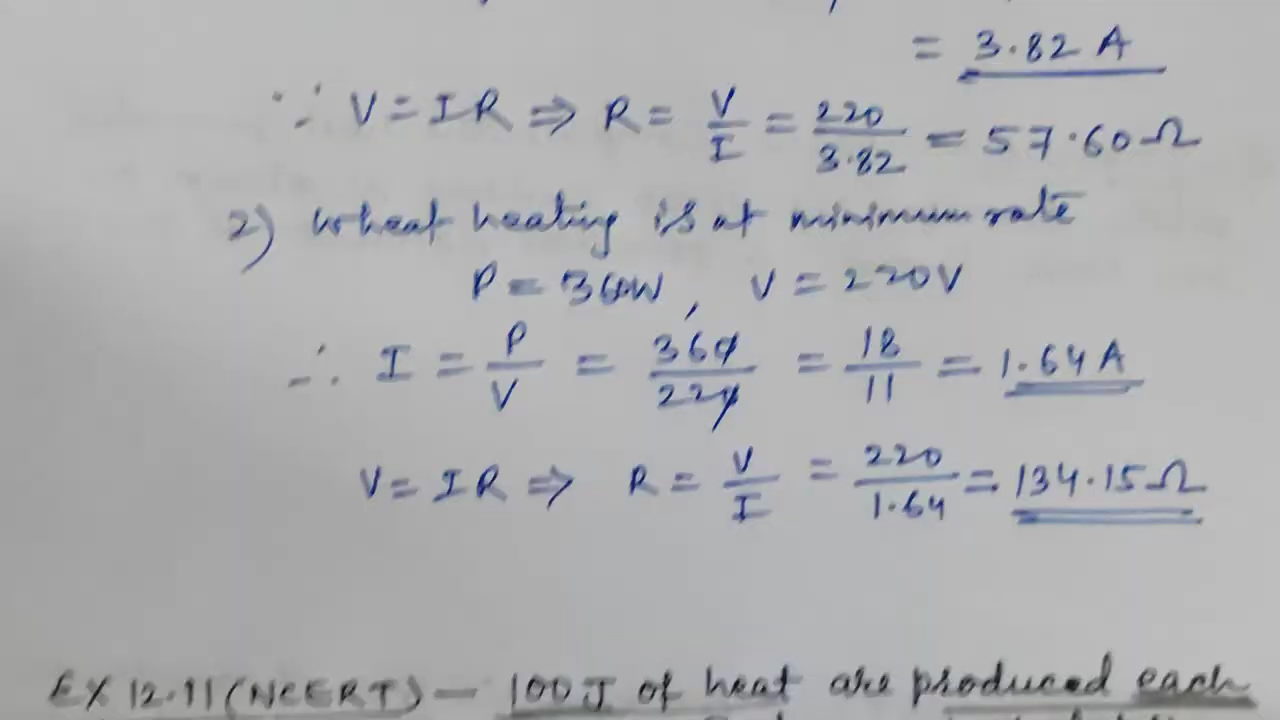 = 3.82 A
∵ V = IR ⇒ R = V/I = 220/3.82 = 57.60 Ω
2) Wheat heating is at minimum rate
P = 360W, V = 220V
∴ I = P/V = 360/220 = 18/11 = 1.64 A
V = IR ⇒ R = V/I = 220/1.64 = 134.15 Ω
EX 12.11 (NCERT) — 100 J of heat are produced each